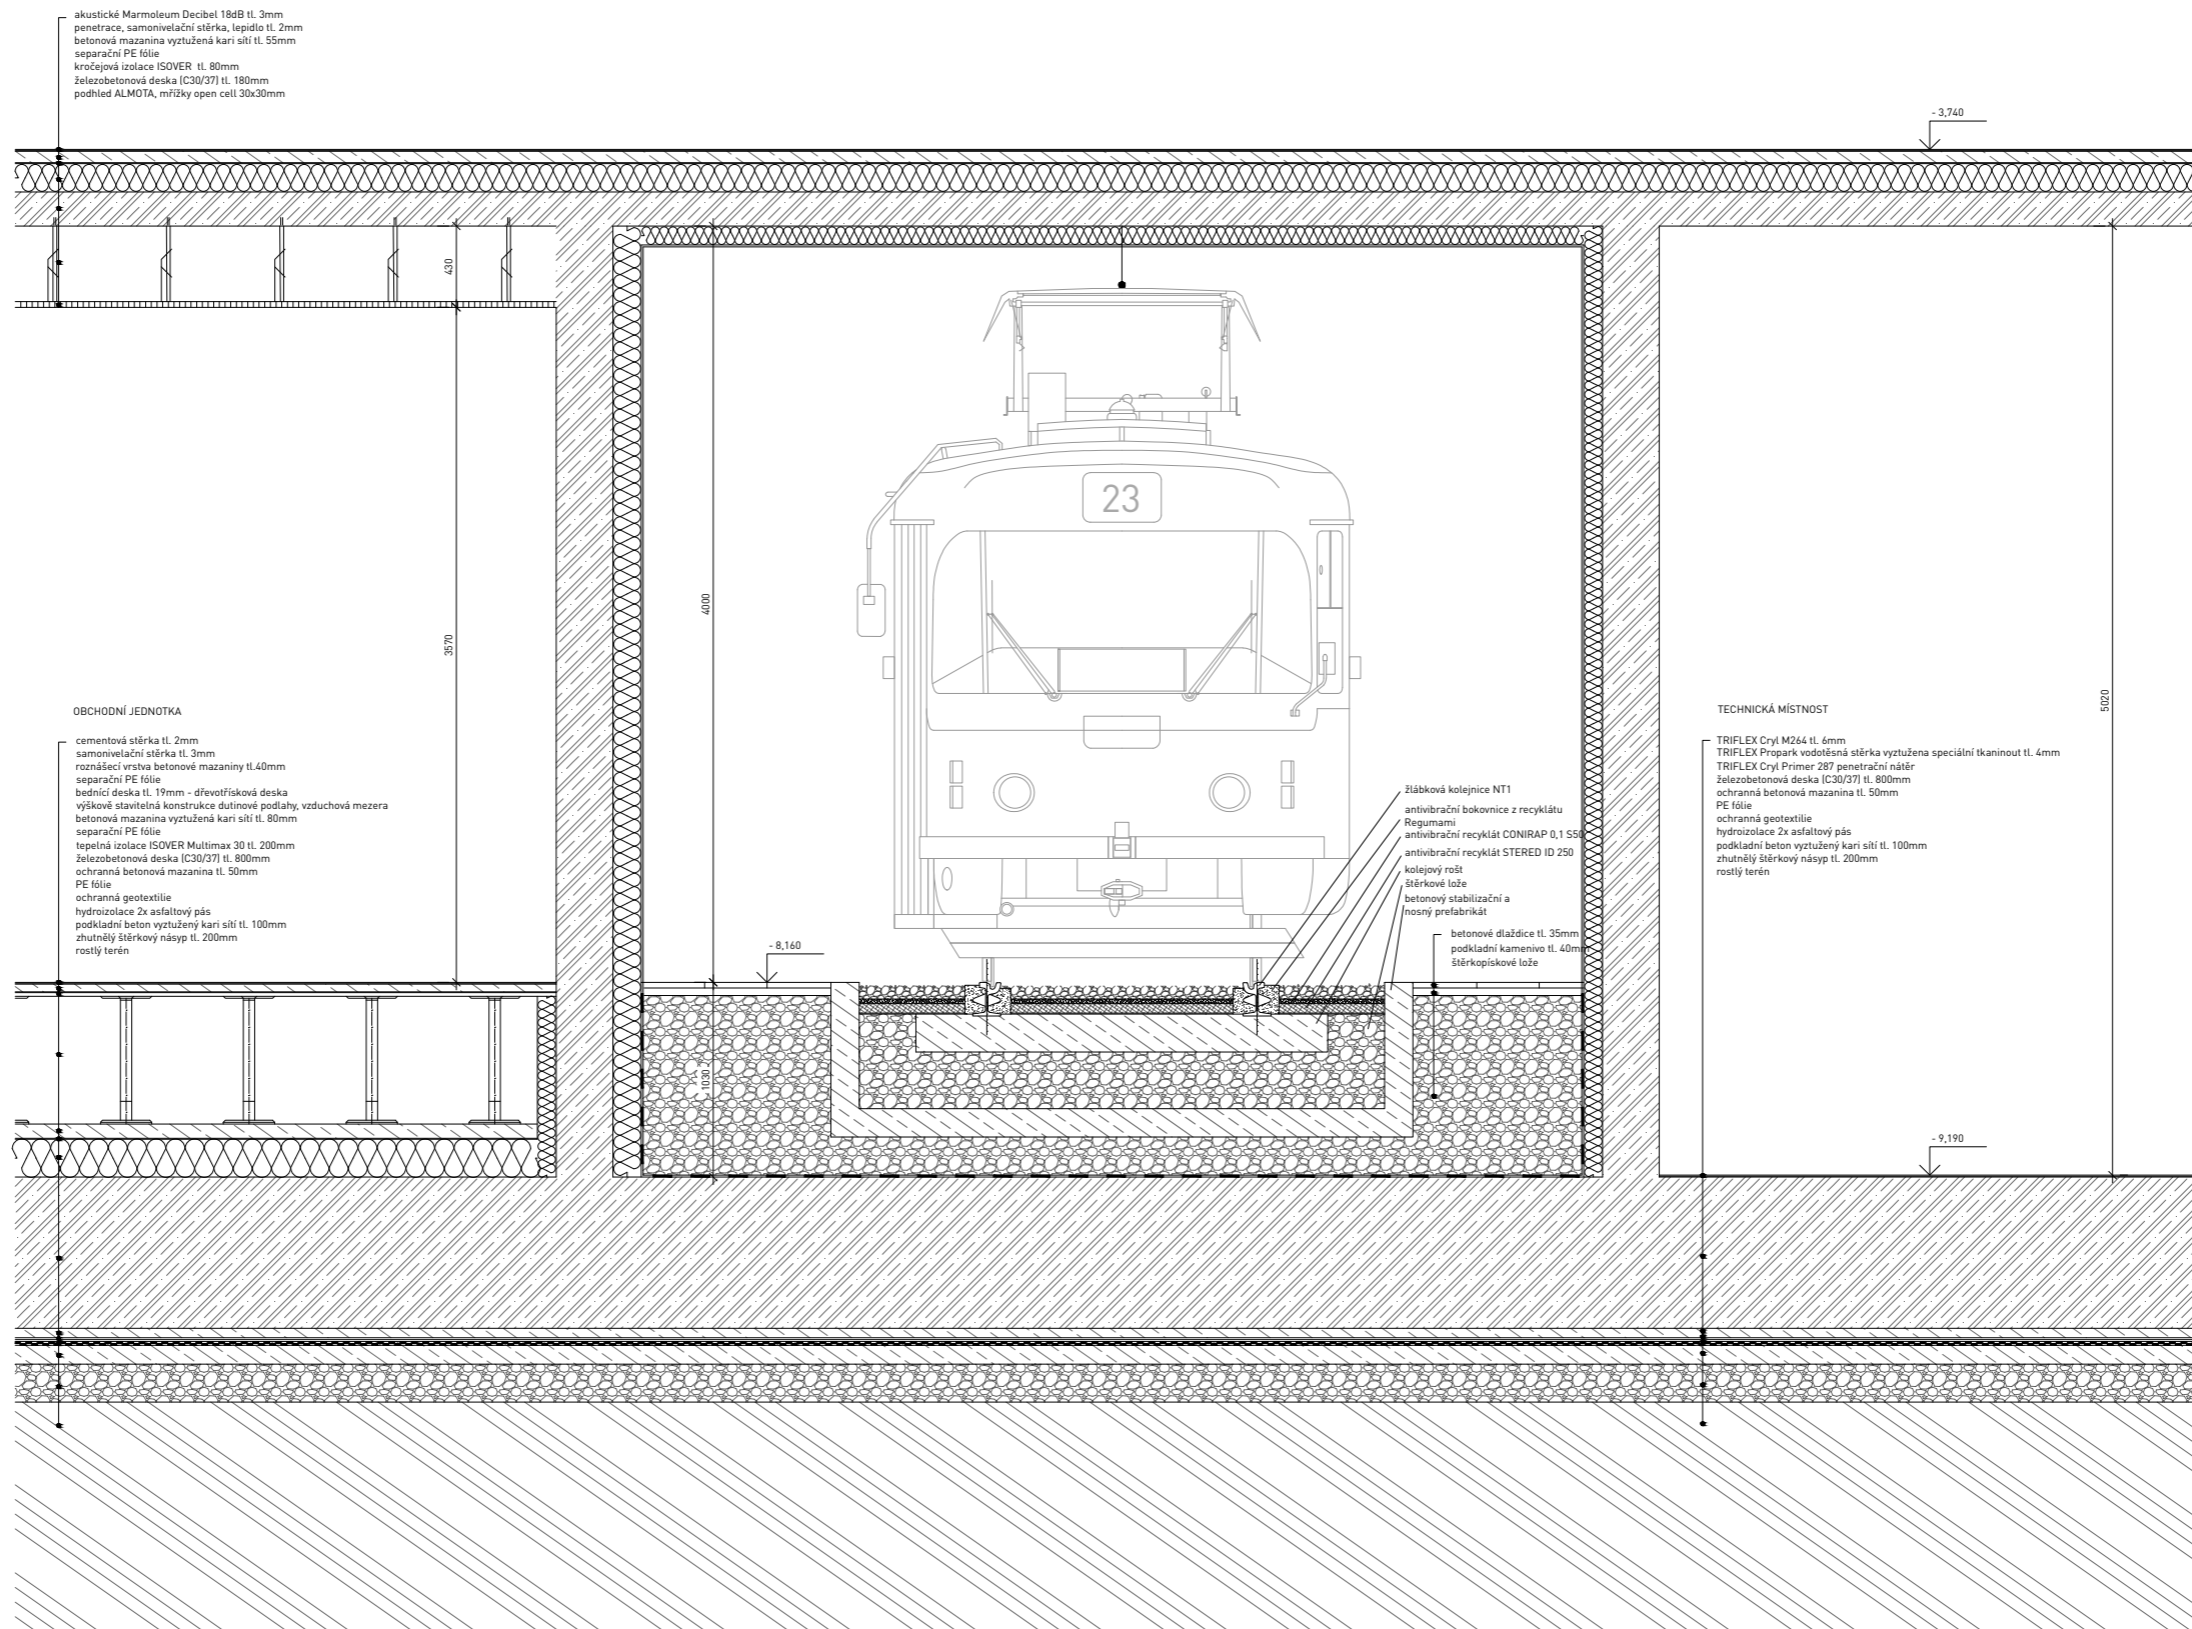 akustické Marmoleum Decibel 18dB tl. 3mm
penetrace, samonivelační stěrka, lepidlo tl. 2mm
betonová mazanina vyztužená kari sítí tl. 55mm
separační PE fólie
kročejová izolace ISOVER tl. 80mm
železobetonová deska (C30/37) tl. 180mm
podhled ALMOTA, mřížky open cell 30x30mm
- 3,740
430
23
4000
3570
5020
OBCHODNÍ JEDNOTKA
cementová stěrka tl. 2mm
samonivelační stěrka tl. 3mm
roznášecí vrstva betonové mazaniny tl.40mm
separační PE fólie
bednící deska tl. 19mm - dřevotřísková deska
výškově stavitelná konstrukce dutinové podlahy, vzduchová mezera
betonová mazanina vyztužená kari sítí tl. 80mm
separační PE fólie
tepelná izolace ISOVER Multimax 30 tl. 200mm
železobetonová deska (C30/37) tl. 800mm
ochranná betonová mazanina tl. 50mm
PE fólie
ochranná geotextilie
hydroizolace 2x asfaltový pás
podkladní beton vyztužený kari sítí tl. 100mm
zhutnělý štěrkový násyp tl. 200mm
rostlý terén
TECHNICKÁ MÍSTNOST
TRIFLEX Cryl M264 tl. 6mm
TRIFLEX Propark vodotěsná stěrka vyztužena speciální tkaninout tl. 4mm
TRIFLEX Cryl Primer 287 penetrační nátěr
železobetonová deska (C30/37) tl. 800mm
ochranná betonová mazanina tl. 50mm
PE fólie
ochranná geotextilie
hydroizolace 2x asfaltový pás
podkladní beton vyztužený kari sítí tl. 100mm
zhutnělý štěrkový násyp tl. 200mm
rostlý terén
žlábková kolejnice NT1
antivibrační bokovnice z recyklátu
Regumami
antivibrační recyklát CONIRAP 0,1 S50
antivibrační recyklát STERED ID 250
kolejový rošt
štěrkové lože
betonový stabilizační a
nosný prefabrikát
betonové dlaždice tl. 35mm
podkladní kamenivo tl. 40mm
štěrkopískové lože
- 8,160
1030
- 9,190